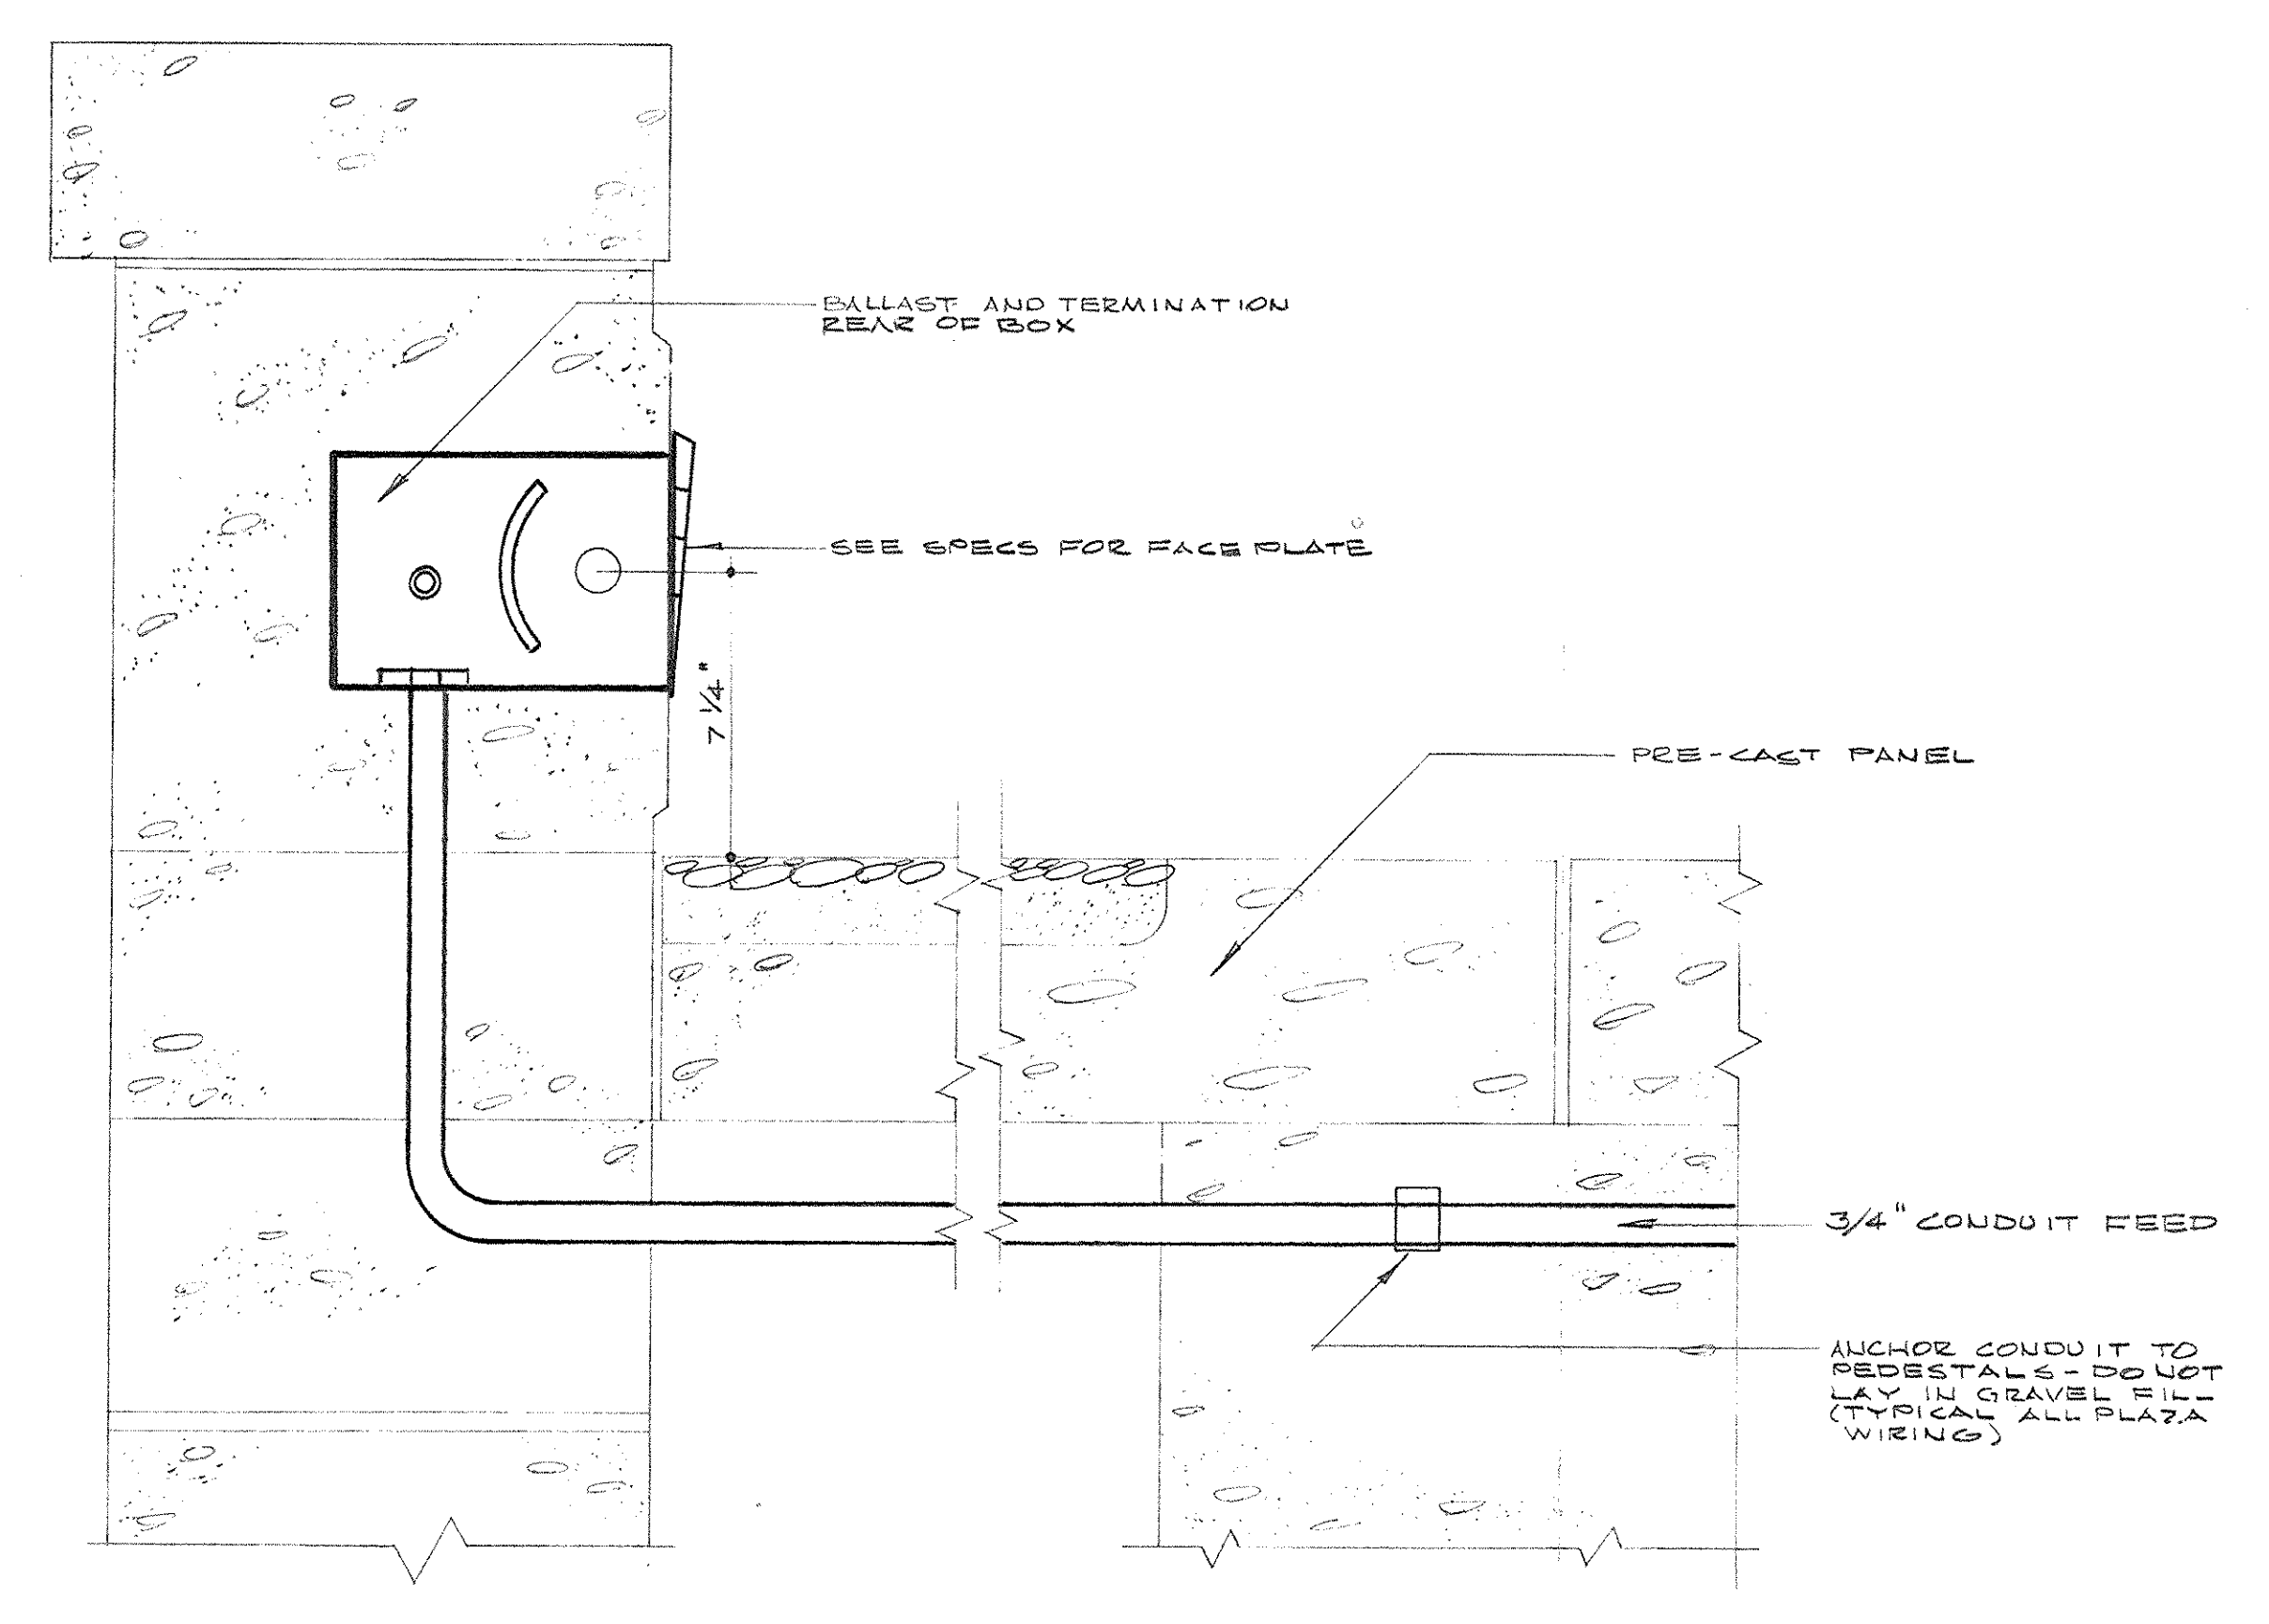 BALLAST AND TERMINATION
REAR OF BOX
SEE SPECS FOR FACE PLATE
7 1/4"
PRE-CAST PANEL
3/4" CONDUIT FEED
ANCHOR CONDUIT TO
PEDESTALS - DO NOT
LAY IN GRAVEL FILL
(TYPICAL ALL PLAZA
WIRING)